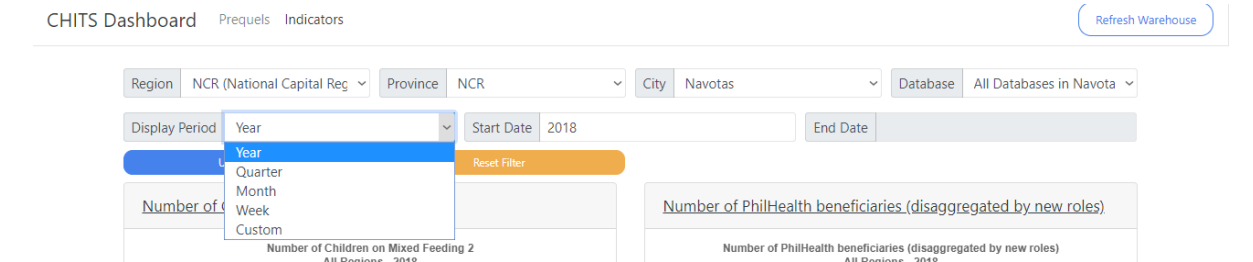 CHITS Dashboard Prequels Indicators Refresh Warehouse
Region NCR (National Capital Reg Province NCR City Navotas Database All Databases in Navota
Display Period Year Start Date 2018 End Date
Year
Reset Filter
Quarter
Month
Week
Custom
Number of
Number of PhilHealth beneficiaries (disaggregated by new roles)
Number of Children on Mixed Feeding 2
All Regions - 2018
Number of PhilHealth beneficiaries (disaggregated by new roles)
All Regions - 2018